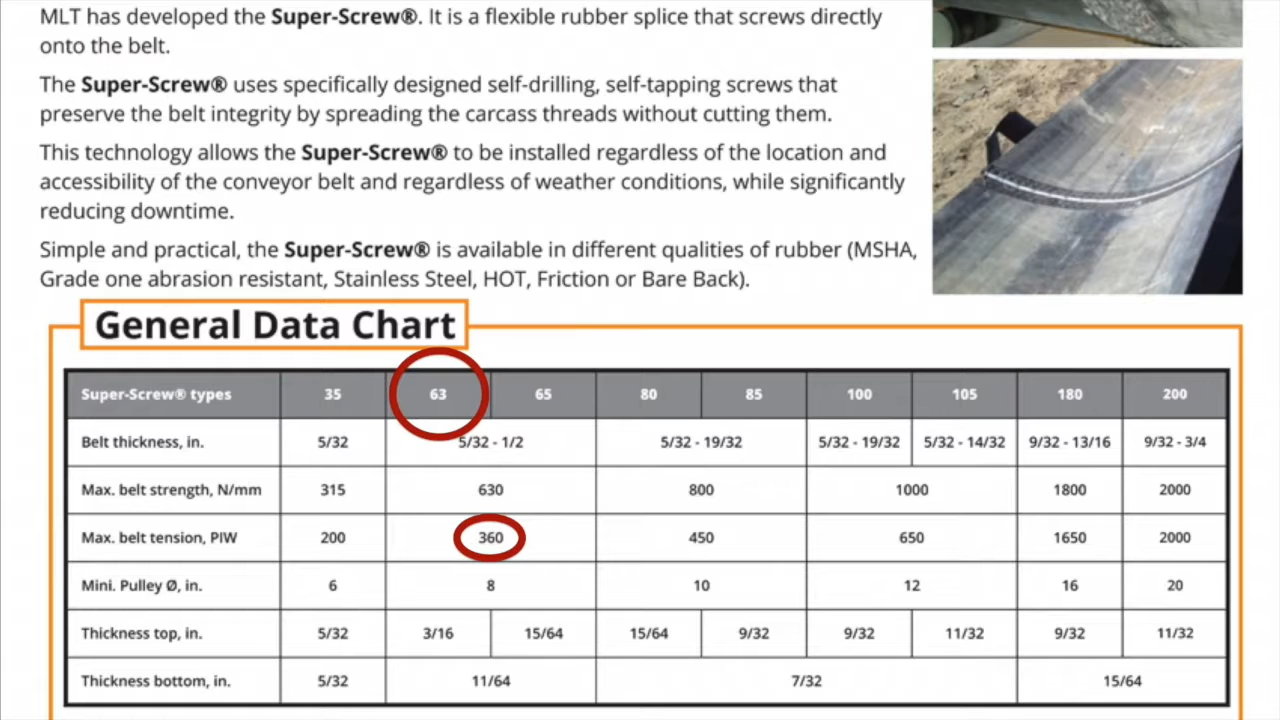 MLT has developed the Super-Screw®. It is a flexible rubber splice that screws directly
onto the belt.
The Super-Screw® uses specifically designed self-drilling, self-tapping screws that
preserve the belt integrity by spreading the carcass threads without cutting them.
This technology allows the Super-Screw® to be installed regardless of the location and
accessibility of the conveyor belt and regardless of weather conditions, while significantly
reducing downtime.
Simple and practical, the Super-Screw® is available in different qualities of rubber (MSHA,
Grade one abrasion resistant, Stainless Steel, HOT, Friction or Bare Back).
General Data Chart
Super-Screw® types 35 63 65 80 85 100 105 180 200
Belt thickness, in. 5/32 5/32 - 1/2 5/32 - 19/32 5/32 - 19/32 5/32 - 14/32 9/32 - 13/16 9/32 - 3/4
Max. belt strength, N/mm 315 630 800 1000 1800 2000
Max. belt tension, PIW 200 360 450 650 1650 2000
Mini. Pulley Ø, in. 6 8 10 12 16 20
Thickness top, in. 5/32 3/16 15/64 15/64 9/32 9/32 11/32 9/32 11/32
Thickness bottom, in. 5/32 11/64 7/32 15/64